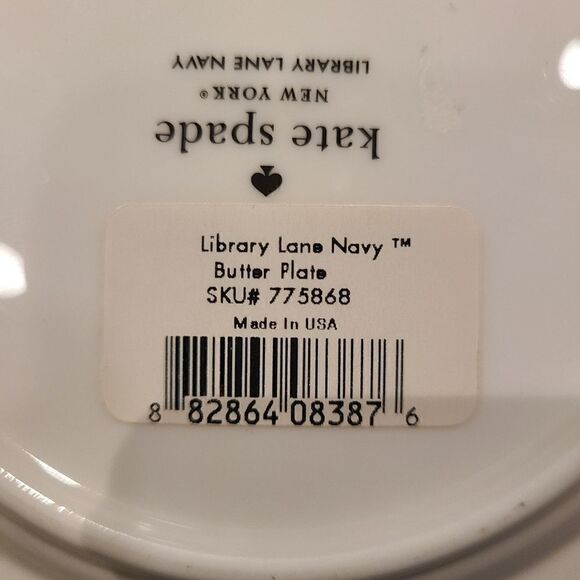 LIBRARY LANE NAVY
NEW YORK®
kate spade
Library Lane Navy ™
Butter Plate
SKU# 775868
Made In USA
8 82864 08387 6